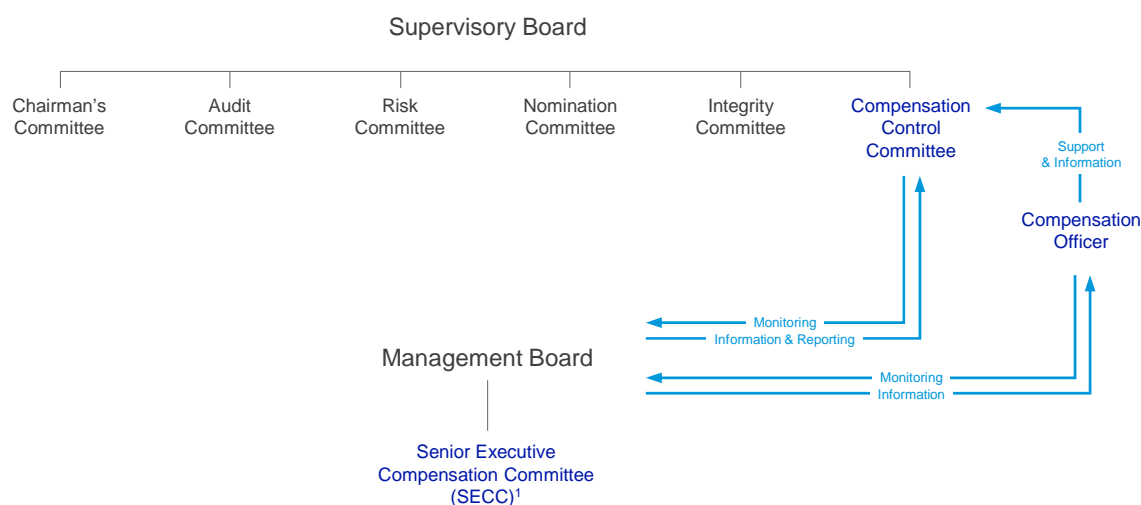 Supervisory Board
Chairman's
Committee
Audit
Committee
Risk
Committee
Nomination
Committee
Integrity
Committee
Compensation
Control
Committee
Support
& Information
Compensation
Officer
Monitoring
Information & Reporting
Management Board
Monitoring
Information
Senior Executive
Compensation Committee
(SECC)¹